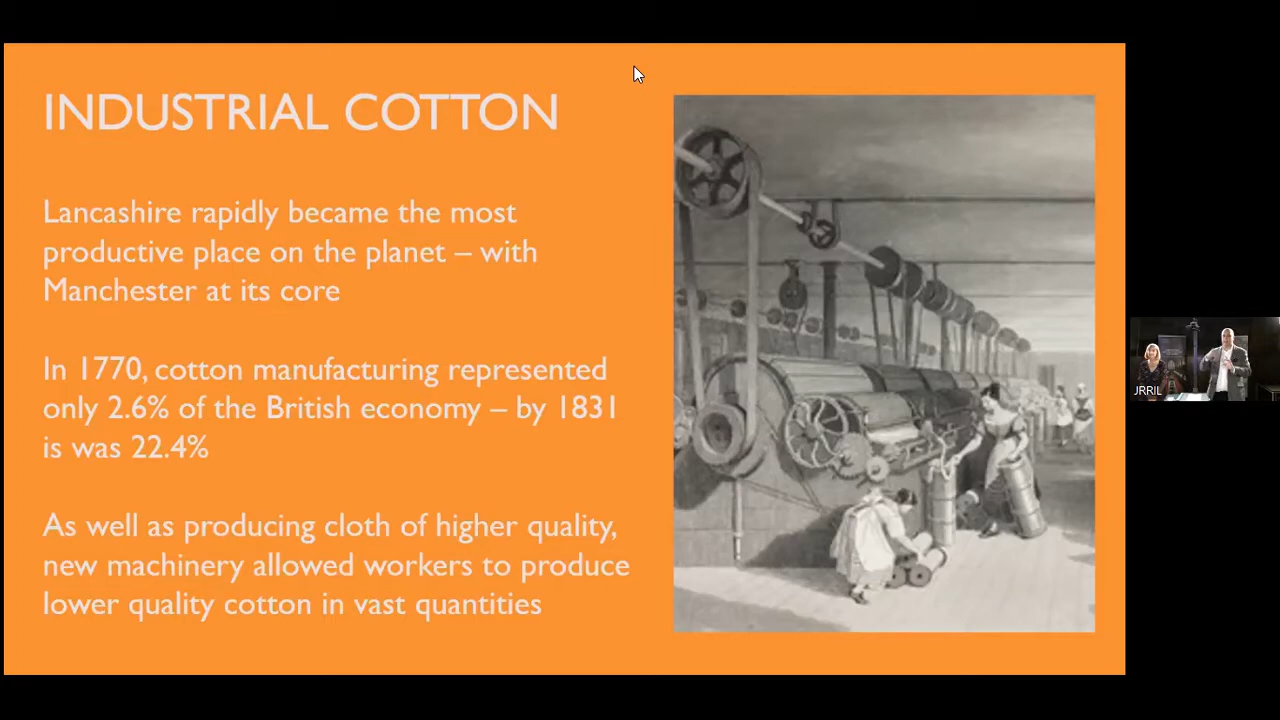 INDUSTRIAL COTTON
Lancashire rapidly became the most
productive place on the planet – with
Manchester at its core
In 1770, cotton manufacturing represented
only 2.6% of the British economy – by 1831
is was 22.4%
As well as producing cloth of higher quality,
new machinery allowed workers to produce
lower quality cotton in vast quantities
JRRIL